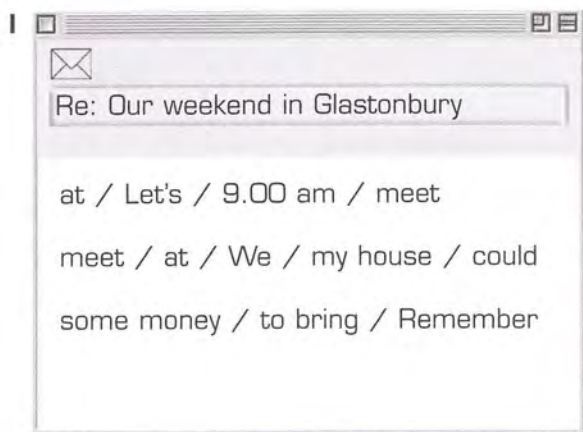 1
Re: Our weekend in Glastonbury
at / Let's / 9.00 am / meet
meet / at / We / my house / could
some money / to bring / Remember